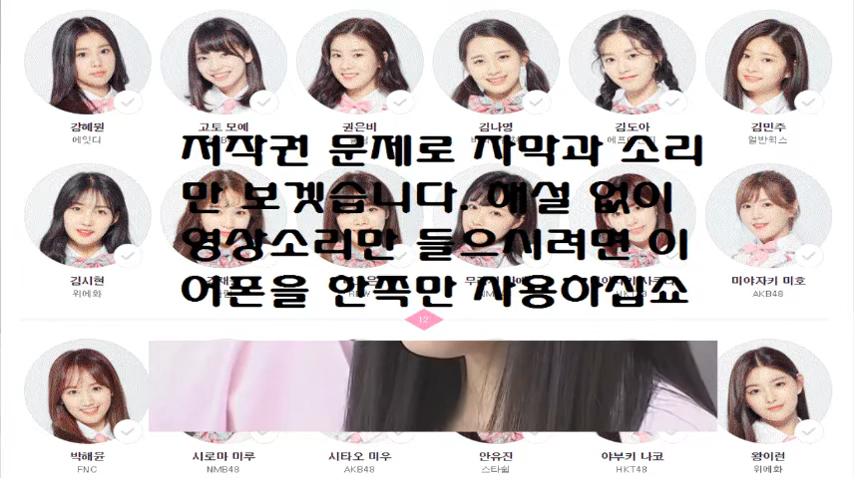 강혜원 고토 모에 권은비 김나영 김도아 김민주
에잇디 얼반웍스
저작권 문제로 자막과 소리
만 보겠습니다. 해설 없이
영상소리만 들으시려면 이
어폰을 한쪽만 사용하십쇼
김시현 미야자키 미호
위에화 AKB48
12
박해윤 시로마 미루 시타오 미우 안유진 야부키 나코 왕이런
FNC NMB48 AKB48 스타쉽 HKT48 위에화